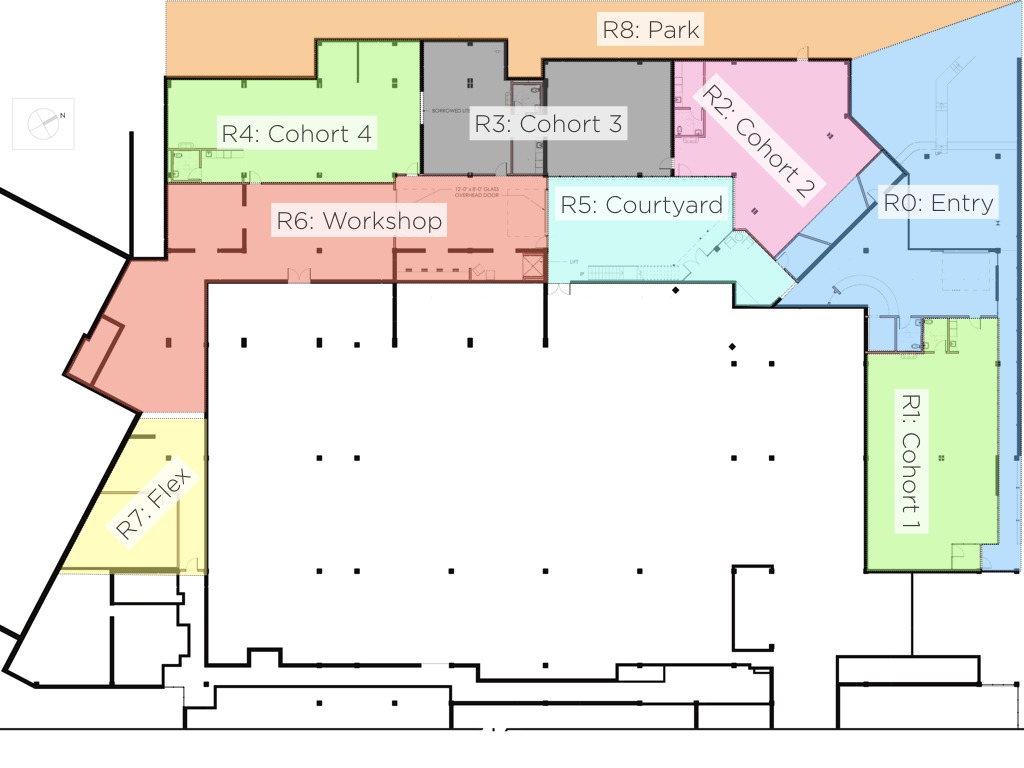 R8: Park
N
BORROWED LITE
R4: Cohort 4
R3: Cohort 3
R2: Cohort 2
12'-0" x 8'-0" GLASS
OVERHEAD DOOR
R6: Workshop
R5: Courtyard
R0: Entry
LIFT
UP
R1: Cohort 1
R7: Flex